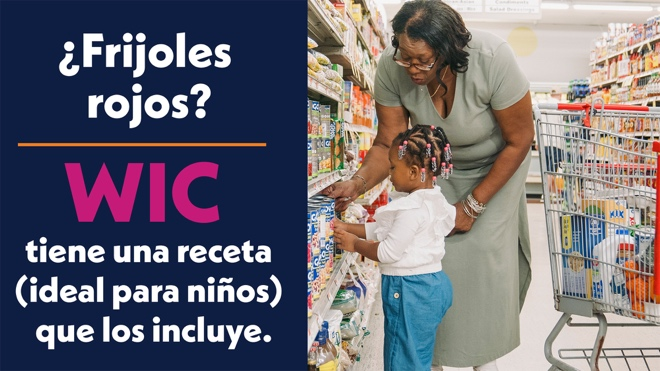 ¿Frijoles
rojos?
WIC
tiene una receta
(ideal para niños)
que los incluye.